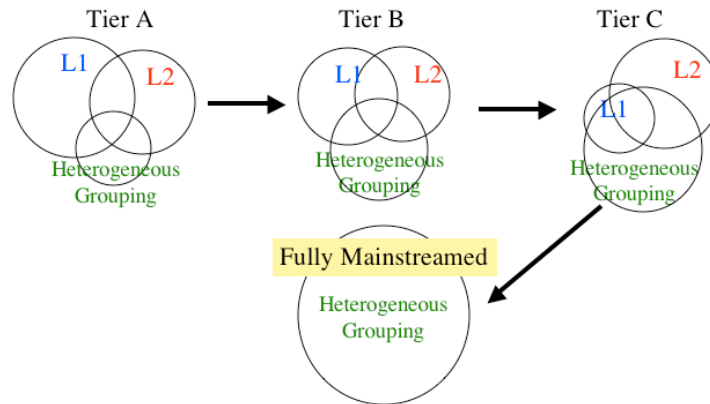 Tier A
Tier B
Tier C
L1
L2
Heterogeneous
Grouping
L1
L2
Heterogeneous
Grouping
L2
L1
Heterogeneous
Grouping
Fully Mainstreamed
Heterogeneous
Grouping